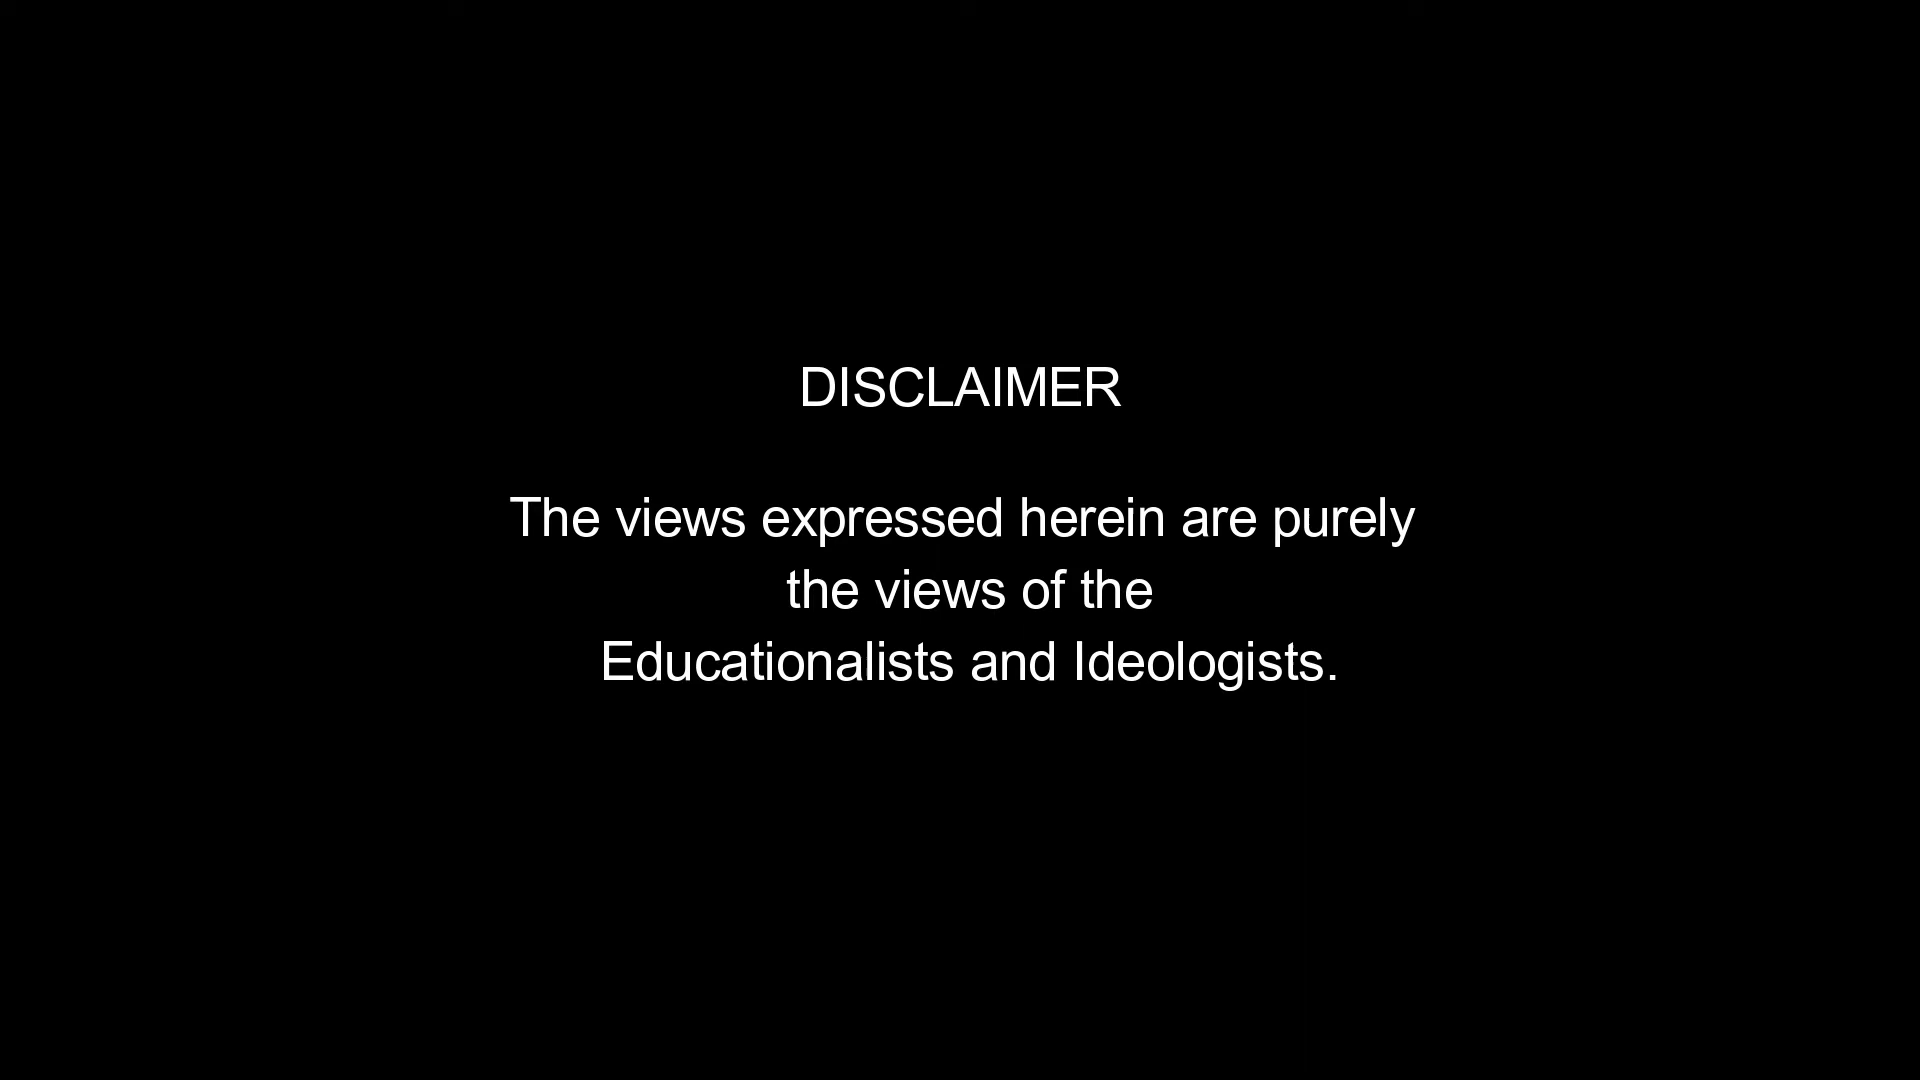 DISCLAIMER
The views expressed herein are purely
the views of the
Educationalists and Ideologists.